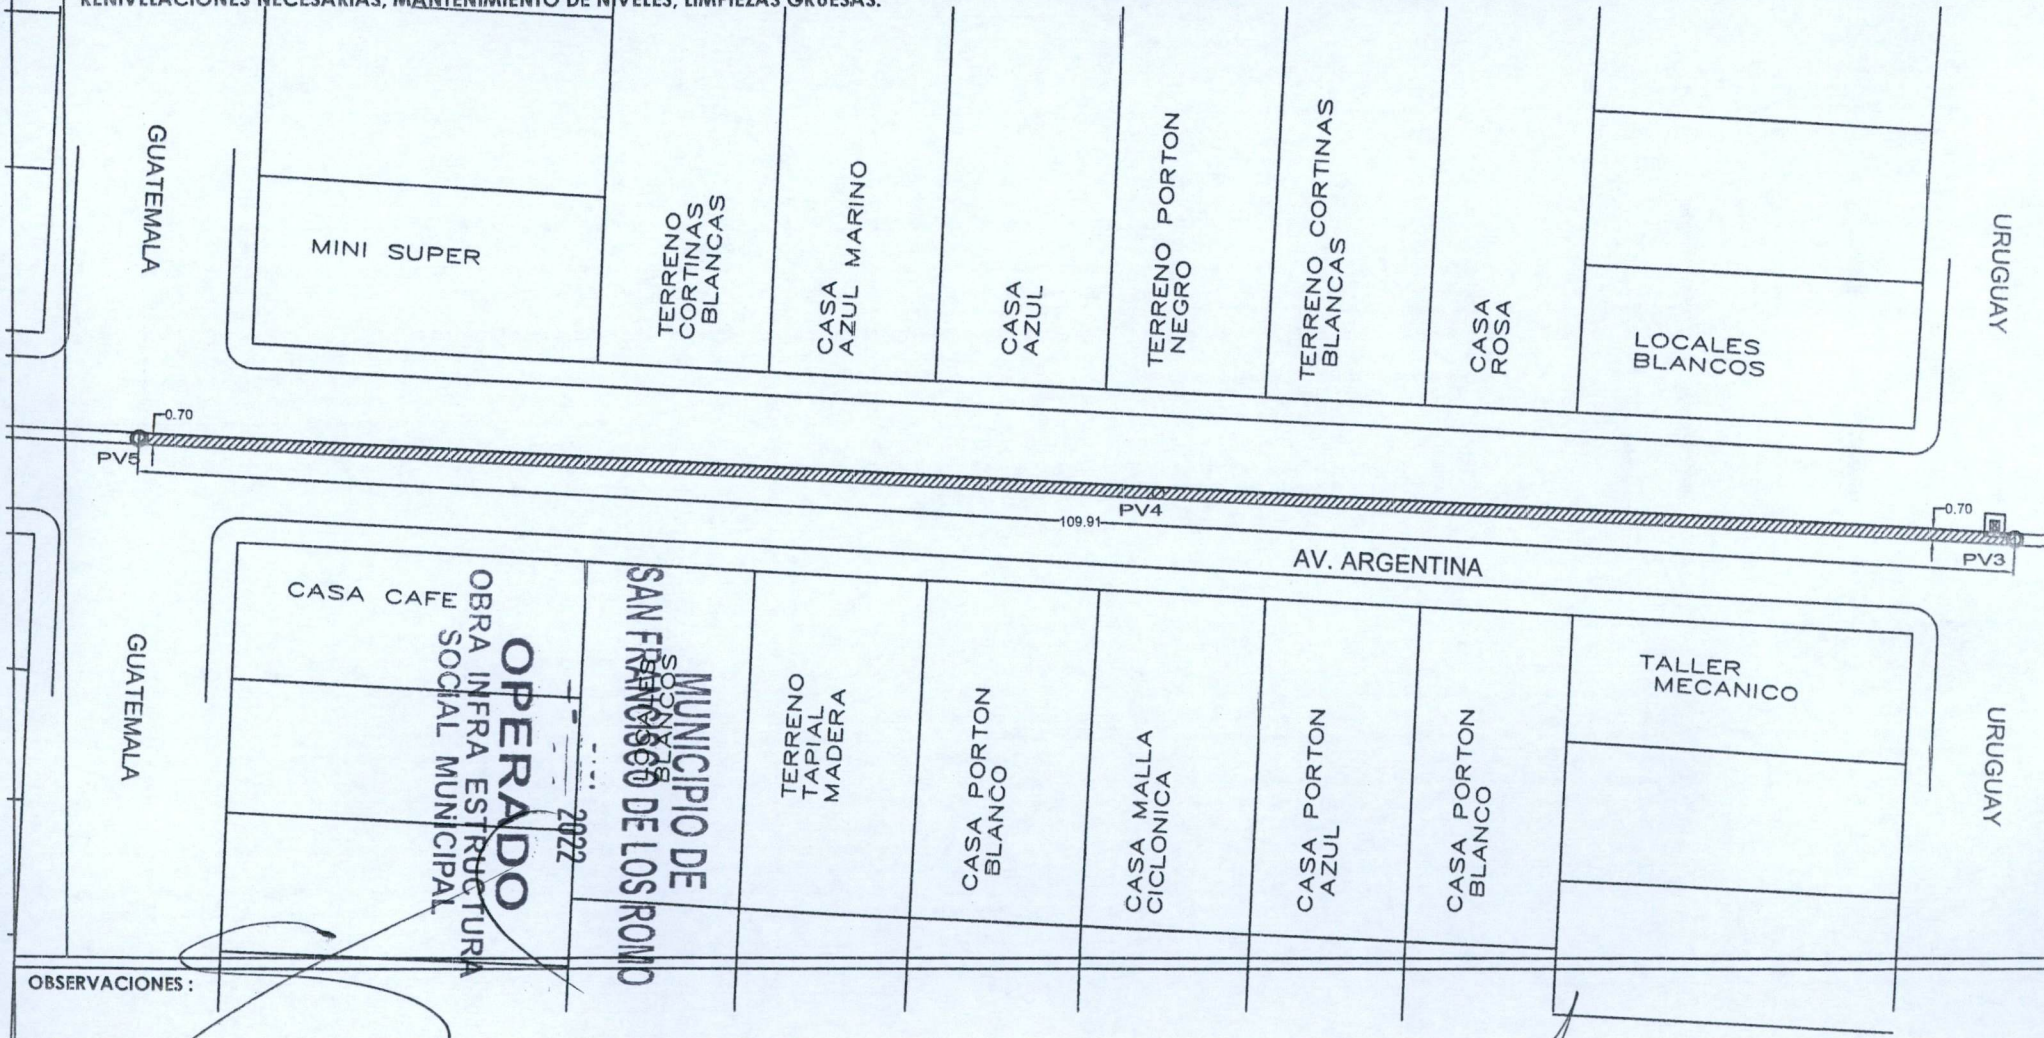 RENIVELACIONES NECESARIAS, MANTENIMIENTO DE NIVELES, LIMPIEZAS GRUESAS.
GUATEMALA
MINI SUPER
TERRENO
CORTINAS
BLANCAS
CASA
AZUL MARINO
CASA
AZUL
TERRENO PORTON
NEGRO
TERRENO CORTINAS
BLANCAS
CASA
ROSA
LOCALES
BLANCOS
URUGUAY
0.70
PV5
PV4
109.91
0.70
PV3
AV. ARGENTINA
GUATEMALA
CASA CAFE
OBRA INFRA ESTRUCTURA
SOCIAL MUNICIPAL
OPERADO
2022
MUNICIPIO DE
SAN FRANCISCO DE LOS ROMO
BLANCOS
TERRENO
TAPIAL
MADERA
CASA PORTON
BLANCO
CASA MALLA
CICLONICA
CASA PORTON
AZUL PORTON
CASA PORTON
BLANCO
TALLER
MECANICO
URUGUAY
OBSERVACIONES :